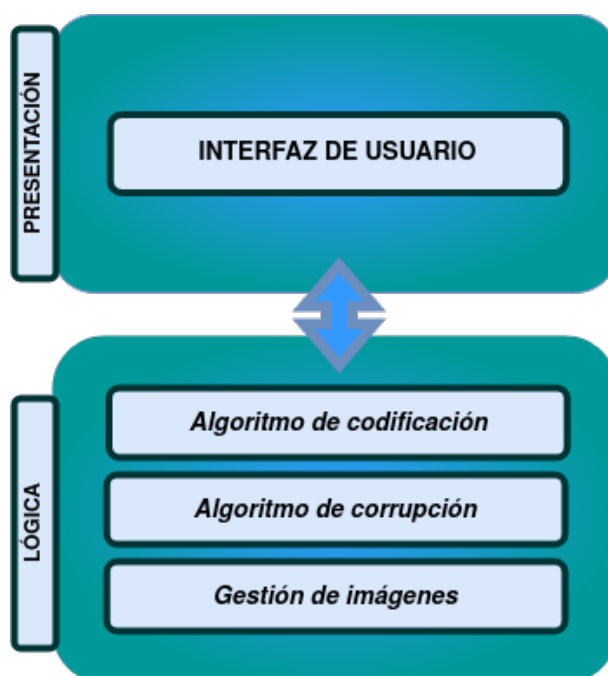 PRESENTACIÓN
INTERFAZ DE USUARIO
LÓGICA
Algoritmo de codificación
Algoritmo de corrupción
Gestión de imágenes